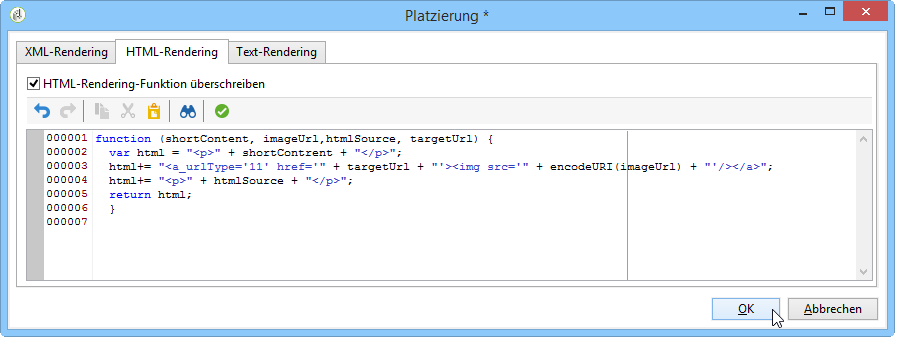 Platzierung *
XML-Rendering HTML-Rendering Text-Rendering
HTML-Rendering-Funktion überschreiben
000001 function (shortContent, imageUrl,htmlSource, targetUrl) {
000002 var html = "<p>" + shortContrent + "</p>";
000003 html+= "<a_urlType='11' href='" + targetUrl + "'><img src='" + encodeURI(imageUrl) + "'/></a>";
000004 html+= "<p>" + htmlSource + "</p>";
000005 return html;
000006 }
000007
OK Abbrechen